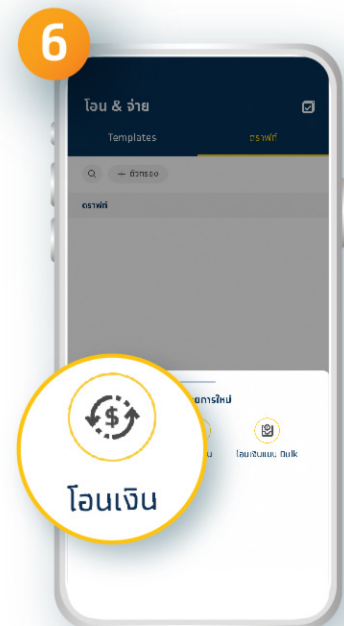 6
โอน & จ่าย
Templates
ดราฟท์
+ ตัวกรอง
ดราฟท์
ายการใหม่
$
โอนเงิน
น
โอนเงินแบบ Bulk